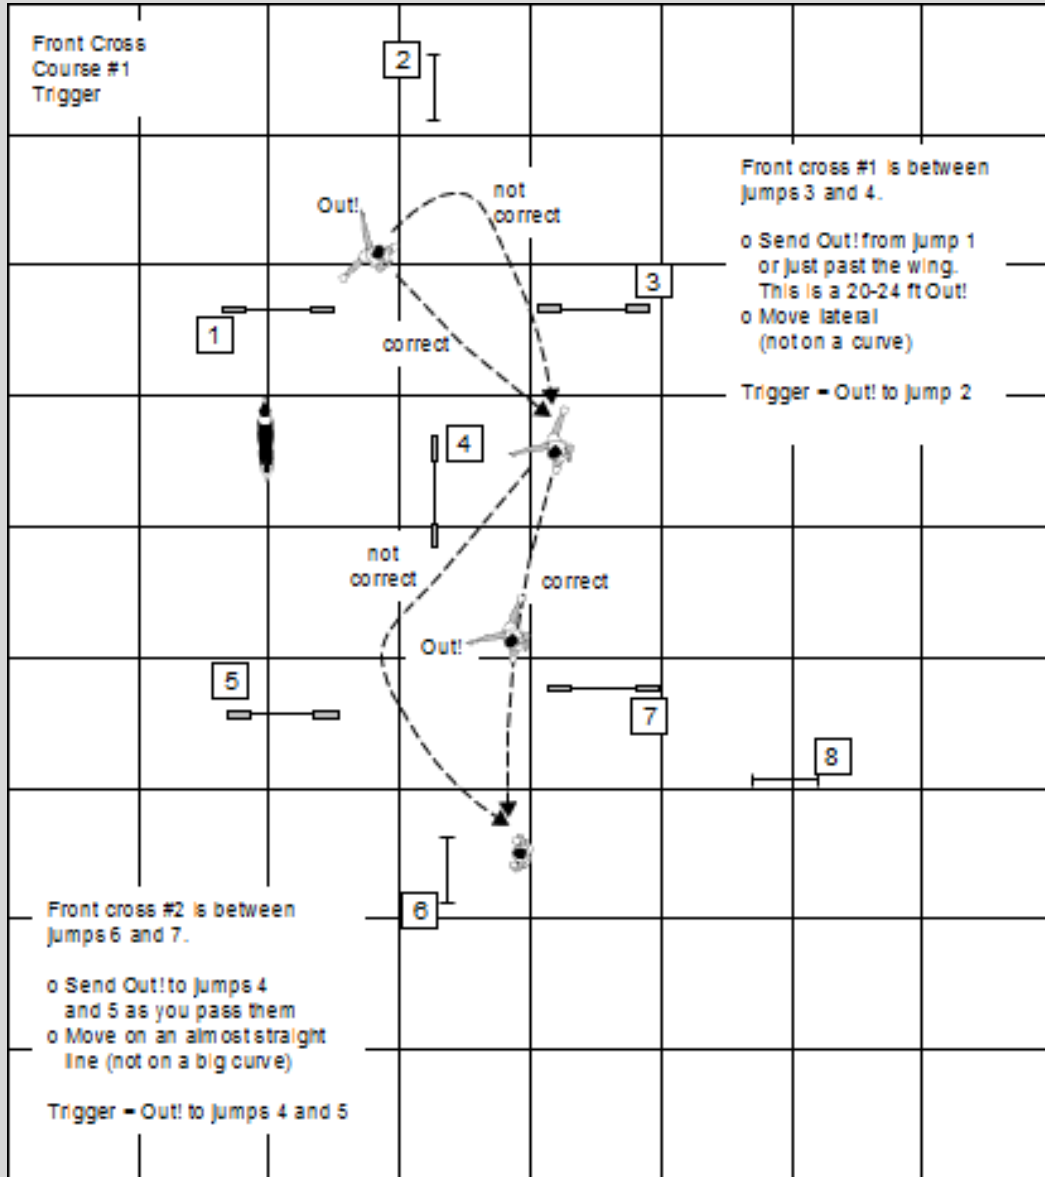 Front Cross
Course #1
Trigger
2
Out!
not
correct
Front cross #1 is between
jumps 3 and 4.
o Send Out! from jump 1
or just past the wing.
This is a 20-24 ft Out!
o Move lateral
(not on a curve)
Trigger = Out! to jump 2
3
1
correct
4
not
correct
correct
Out!
5
7
8
6
Front cross #2 is between
jumps 6 and 7.
o Send Out! to jumps 4
and 5 as you pass them
o Move on an almost straight
line (not on a big curve)
Trigger = Out! to jumps 4 and 5